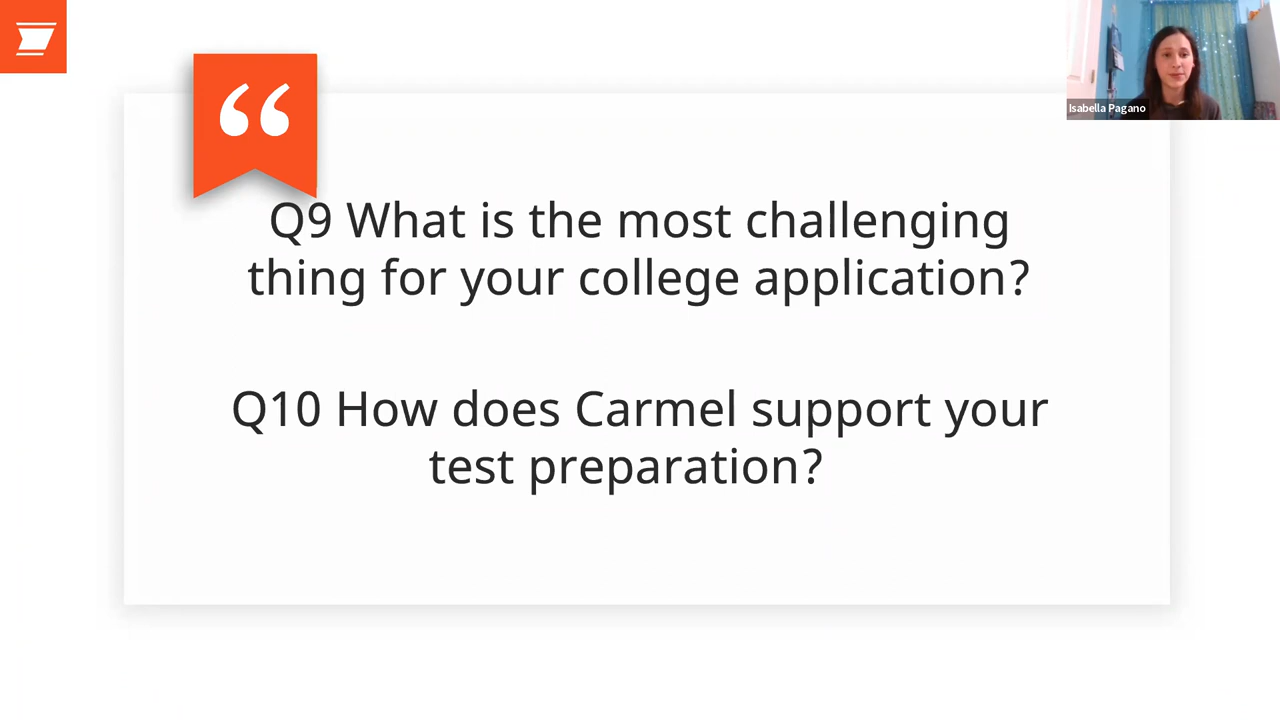 Isabella Pagano
“
Q9 What is the most challenging
thing for your college application?
Q10 How does Carmel support your
test preparation?